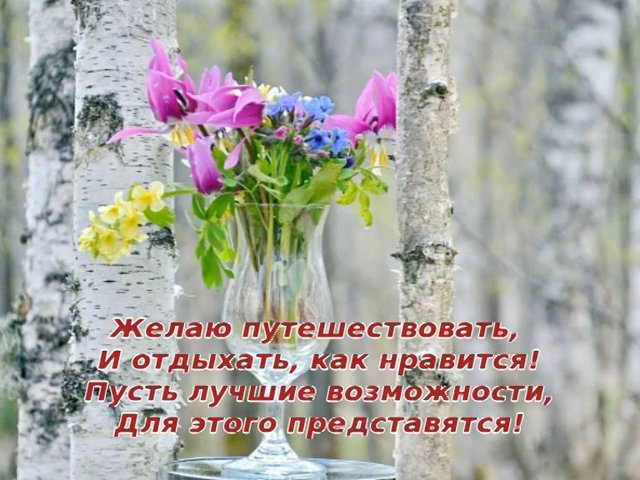 Желаю путешествовать,
И отдыхать, как нравится!
Пусть лучшие возможности,
Для этого представятся!